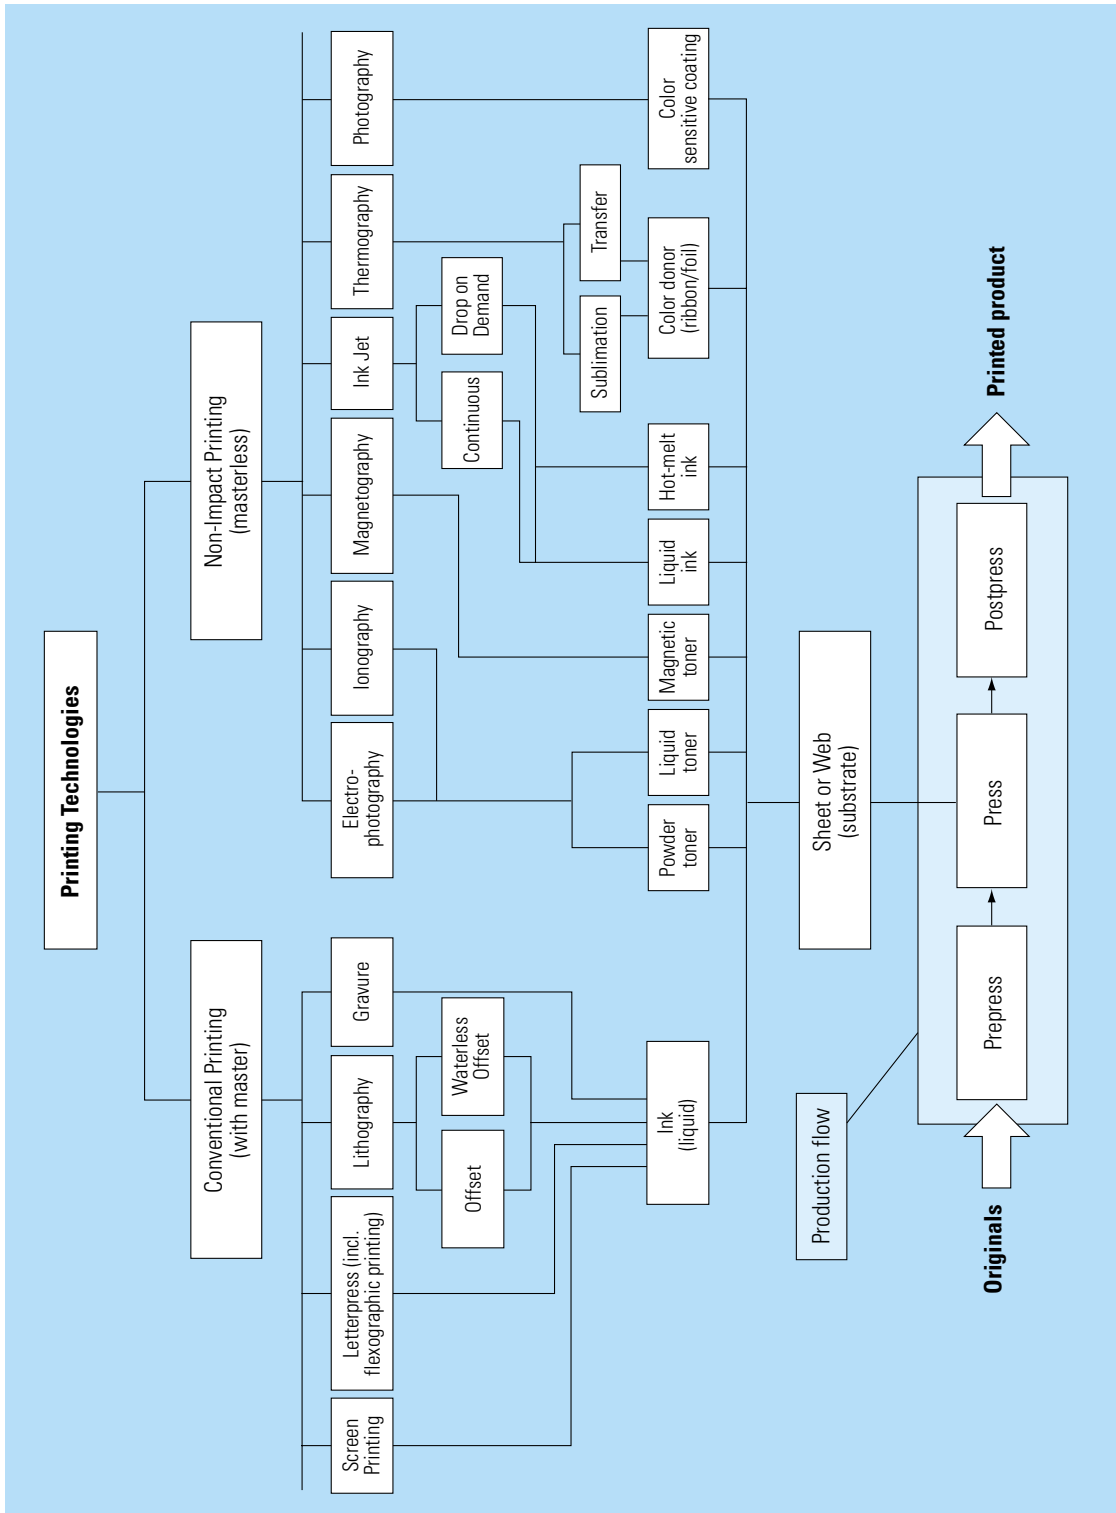 Printing Technologies
Conventional Printing
(with master)
Non-Impact Printing
(masterless)
Screen
Printing
Letterpress (incl.
flexographic printing)
Lithography
Gravure
Electro-
photography
Ionography
Magnetography
Ink Jet
Thermography
Photography
Offset
Waterless
Offset
Continuous
Drop on
Demand
Sublimation
Transfer
Ink
(liquid)
Powder
toner
Liquid
toner
Magnetic
toner
Liquid
ink
Hot-melt
ink
Color donor
(ribbon/foil)
Color
sensitive coating
Sheet or Web
(substrate)
Production flow
Originals
Prepress
Press
Postpress
Printed product